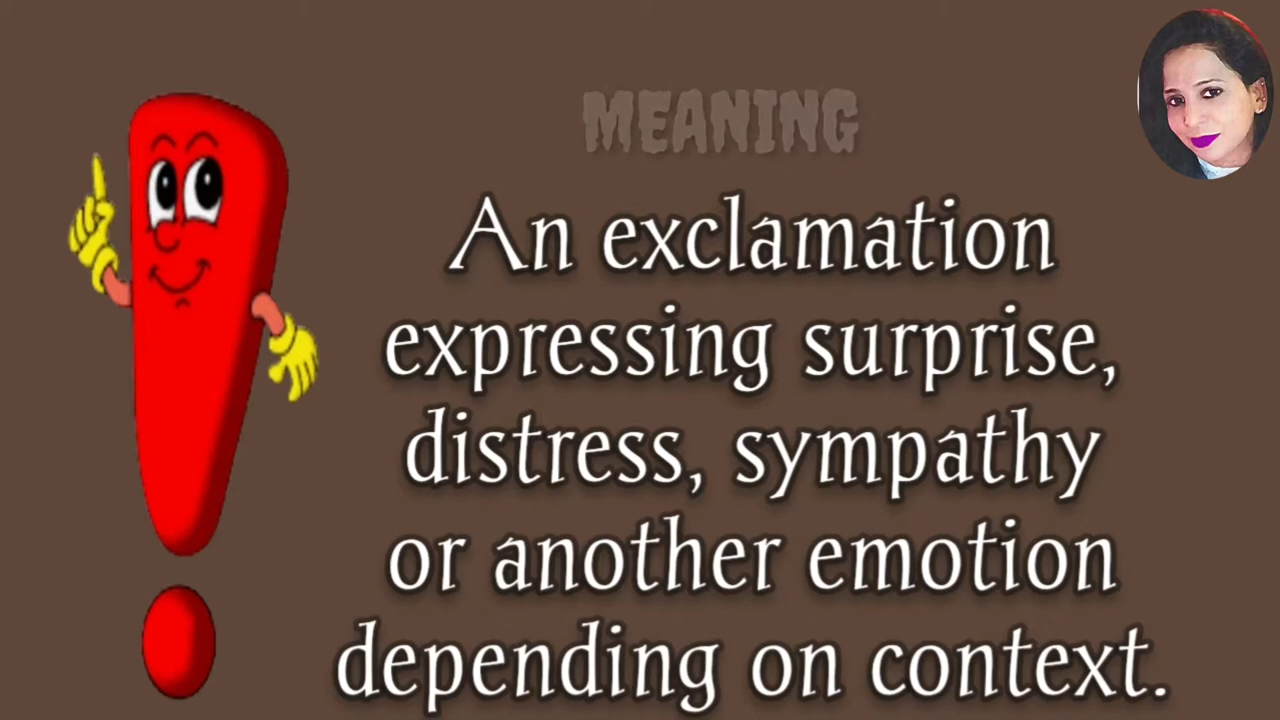 MEANING
An exclamation
expressing surprise,
distress, sympathy
or another emotion
depending on context.